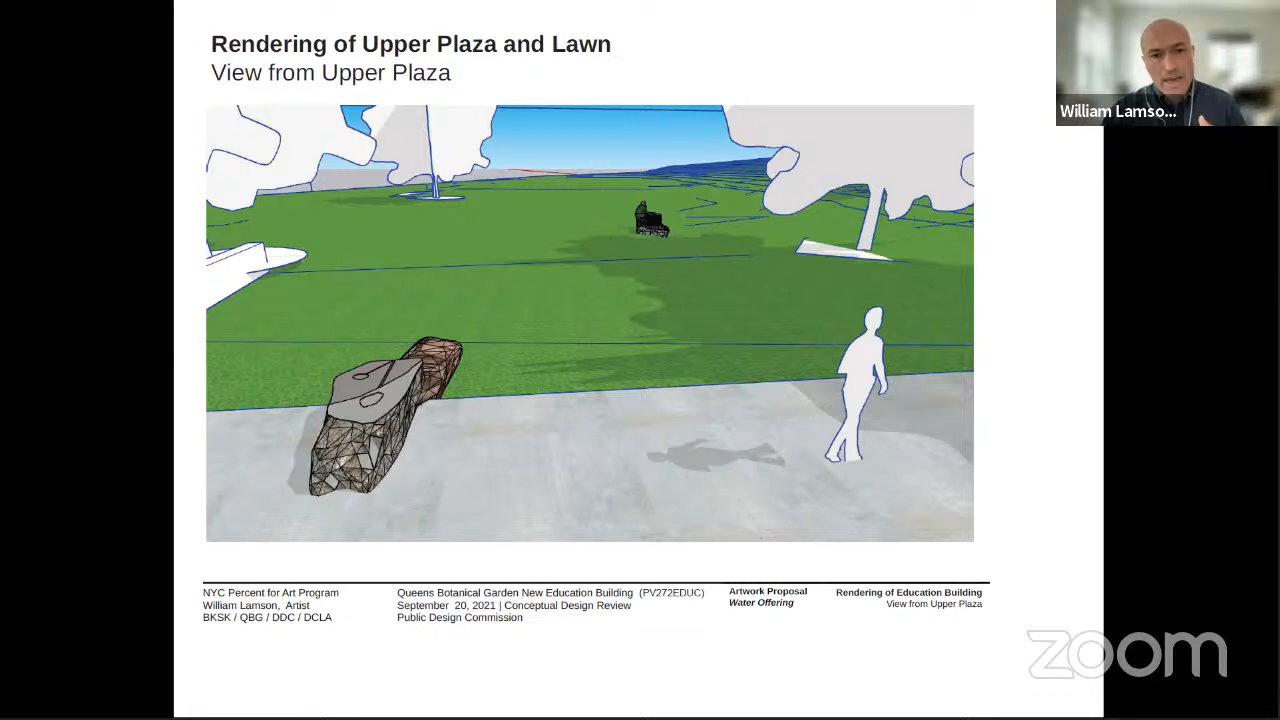 Rendering of Upper Plaza and Lawn
View from Upper Plaza
William Lamso...
NYC Percent for Art Program
William Lamson, Artist
BKSK / QBG / DDC / DCLA
Queens Botanical Garden New Education Building (PV272EDUC)
September 20, 2021 | Conceptual Design Review
Public Design Commission
Artwork Proposal
Water Offering
Rendering of Education Building
View from Upper Plaza
zoom